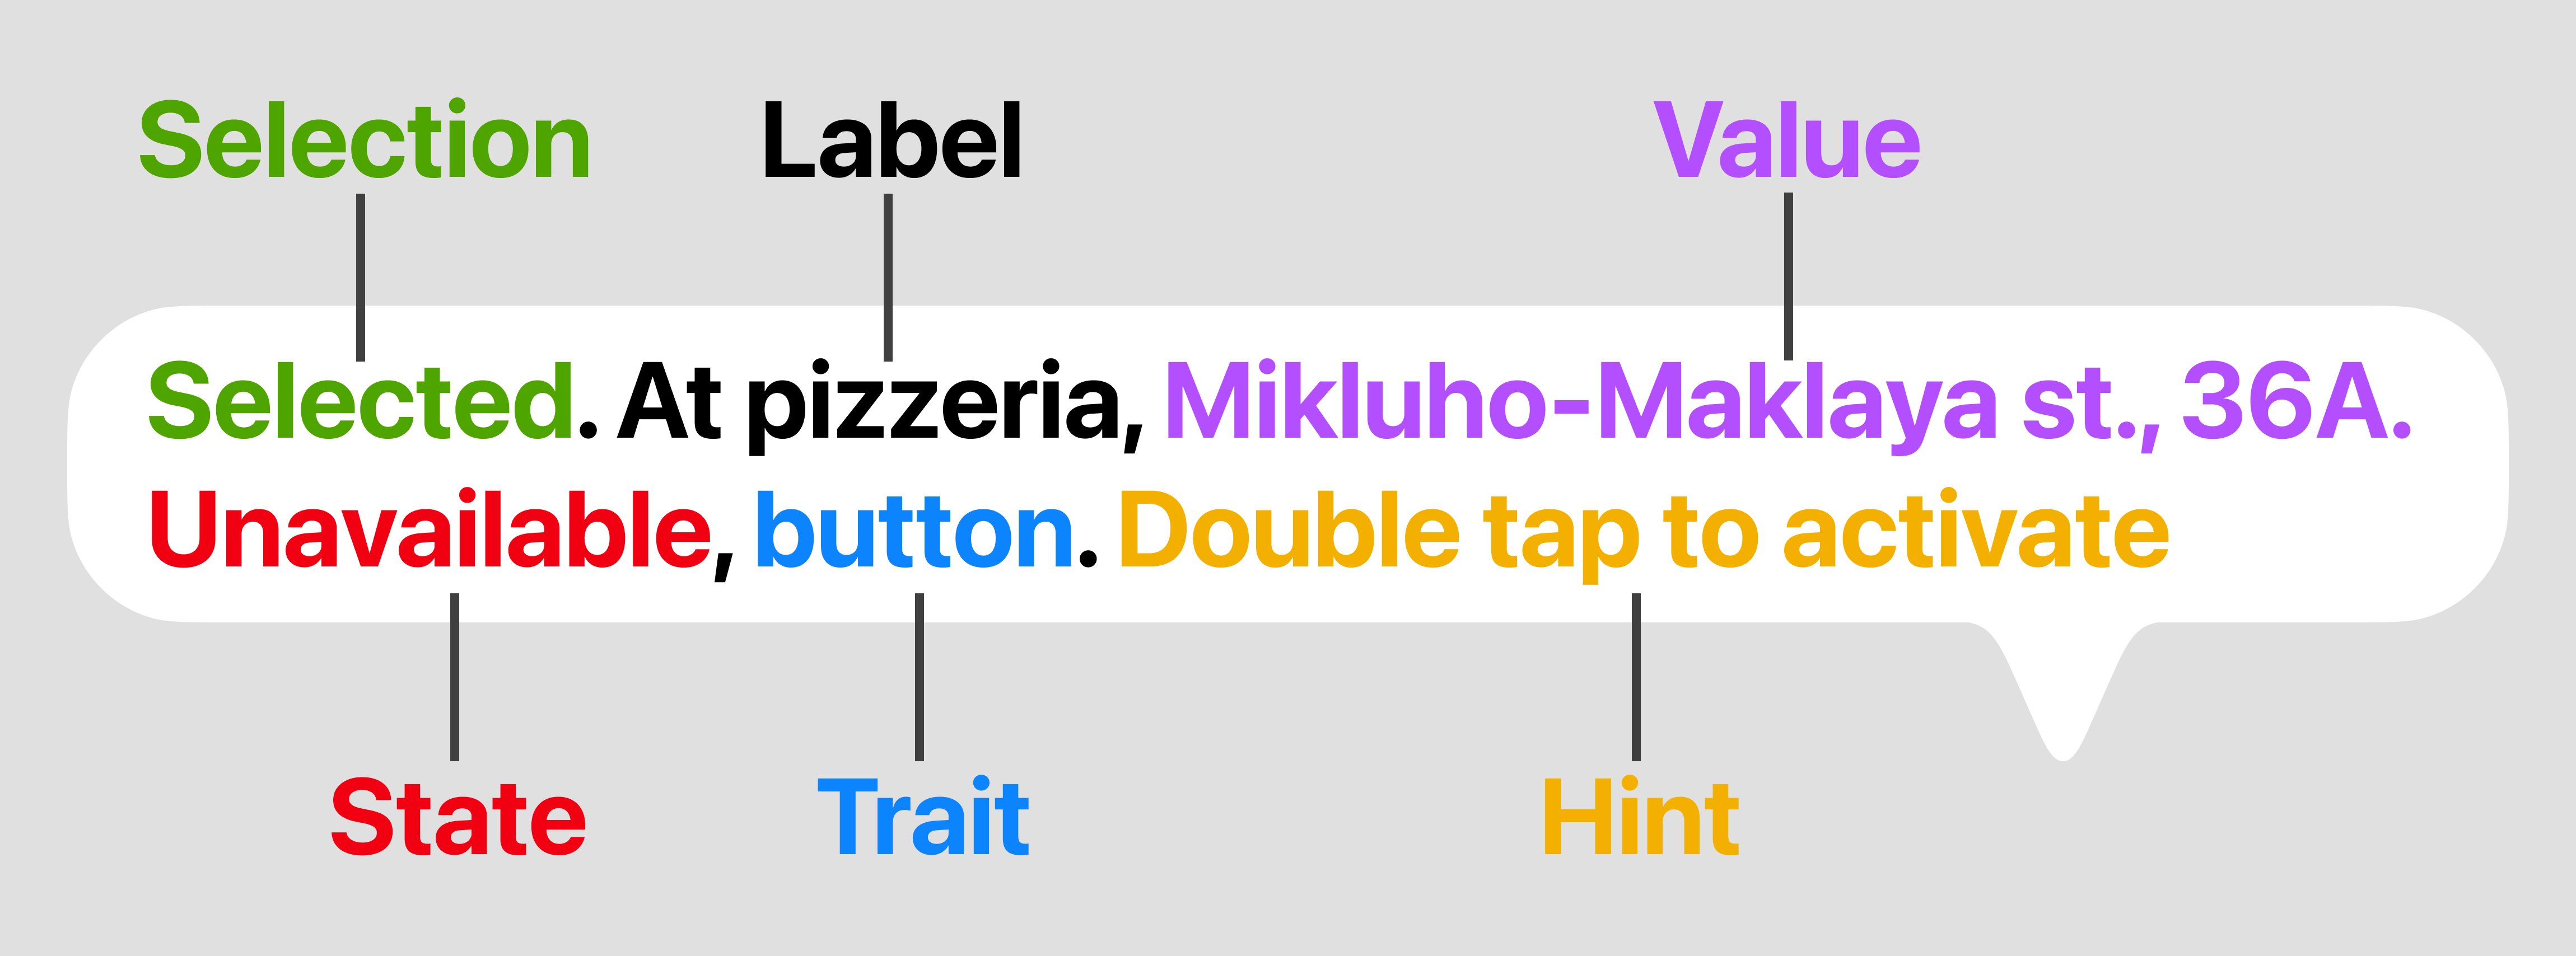 Selection Label Value
Selected. At pizzeria, Mikluho-Maklaya st., 36A.
Unavailable, button. Double tap to activate
State Trait Hint